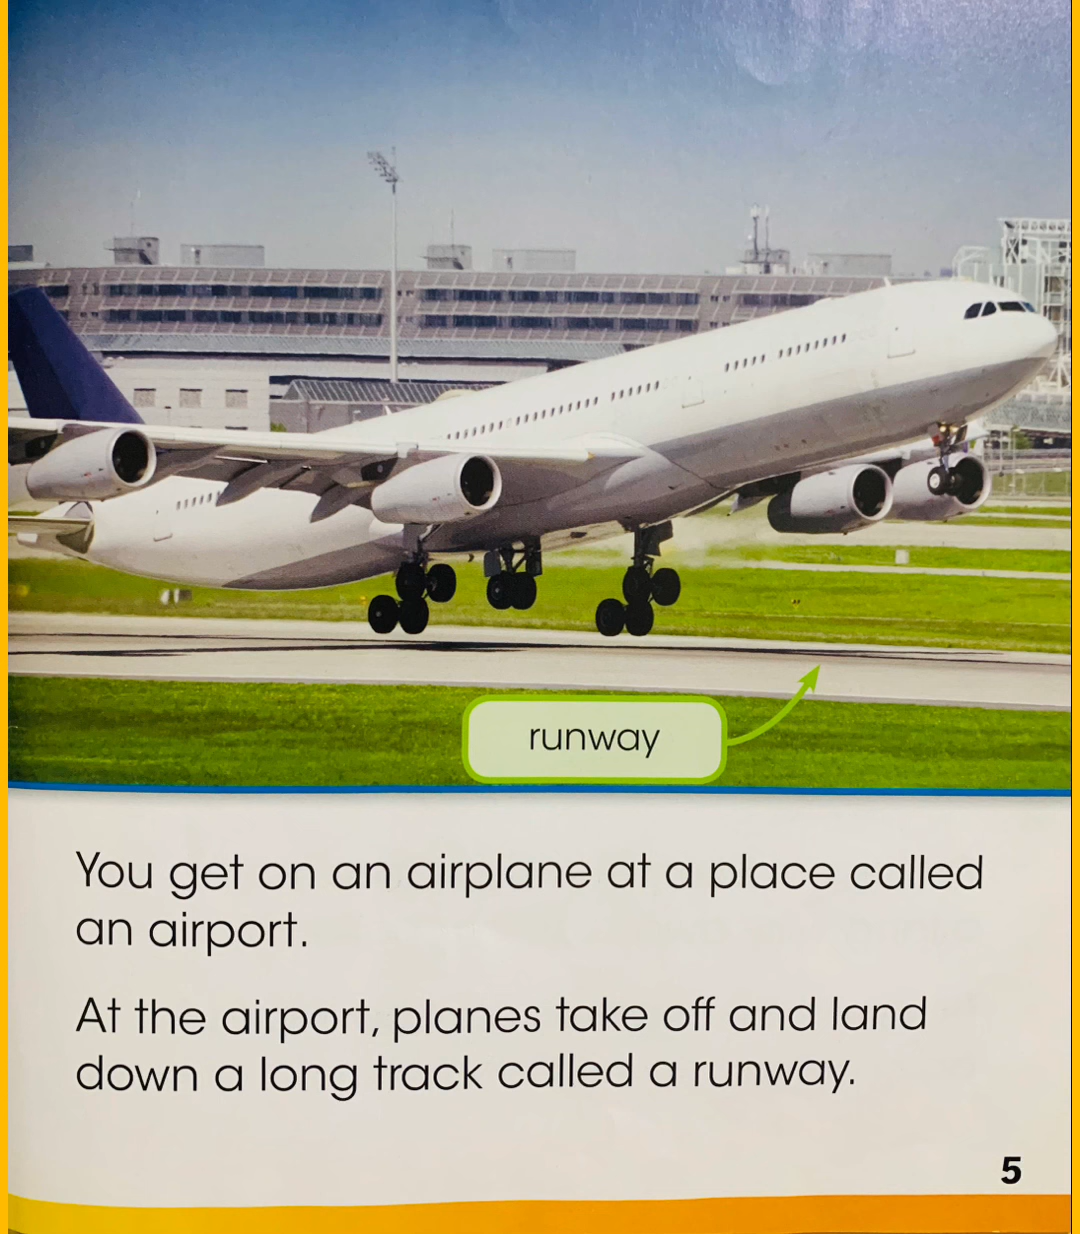 runway
You get on an airplane at a place called
an airport.
At the airport, planes take off and land
down a long track called a runway.
5